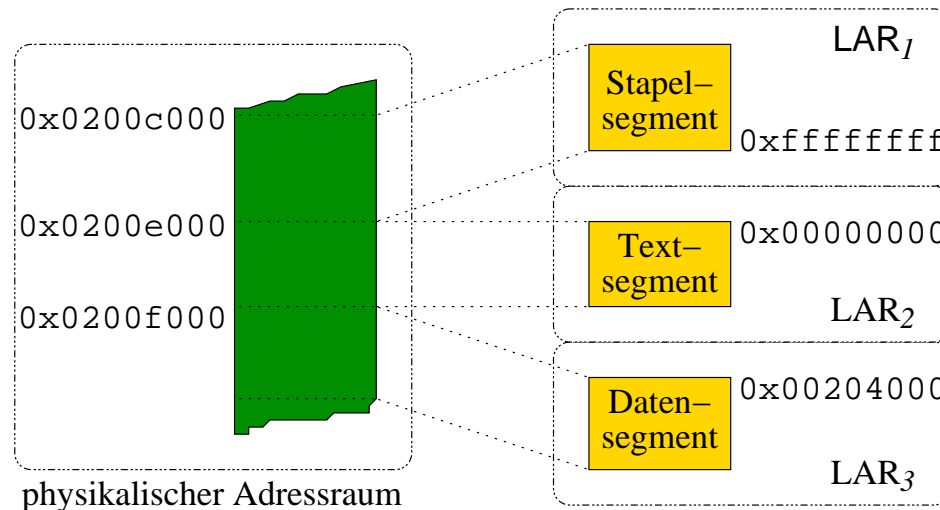 0x0200c000
0x0200e000
0x0200f000
physikalischer Adressraum
LAR1
Stapel–
segment
0xffffffff
Text–
segment
0x00000000
LAR2
Daten–
segment
0x00204000
LAR3